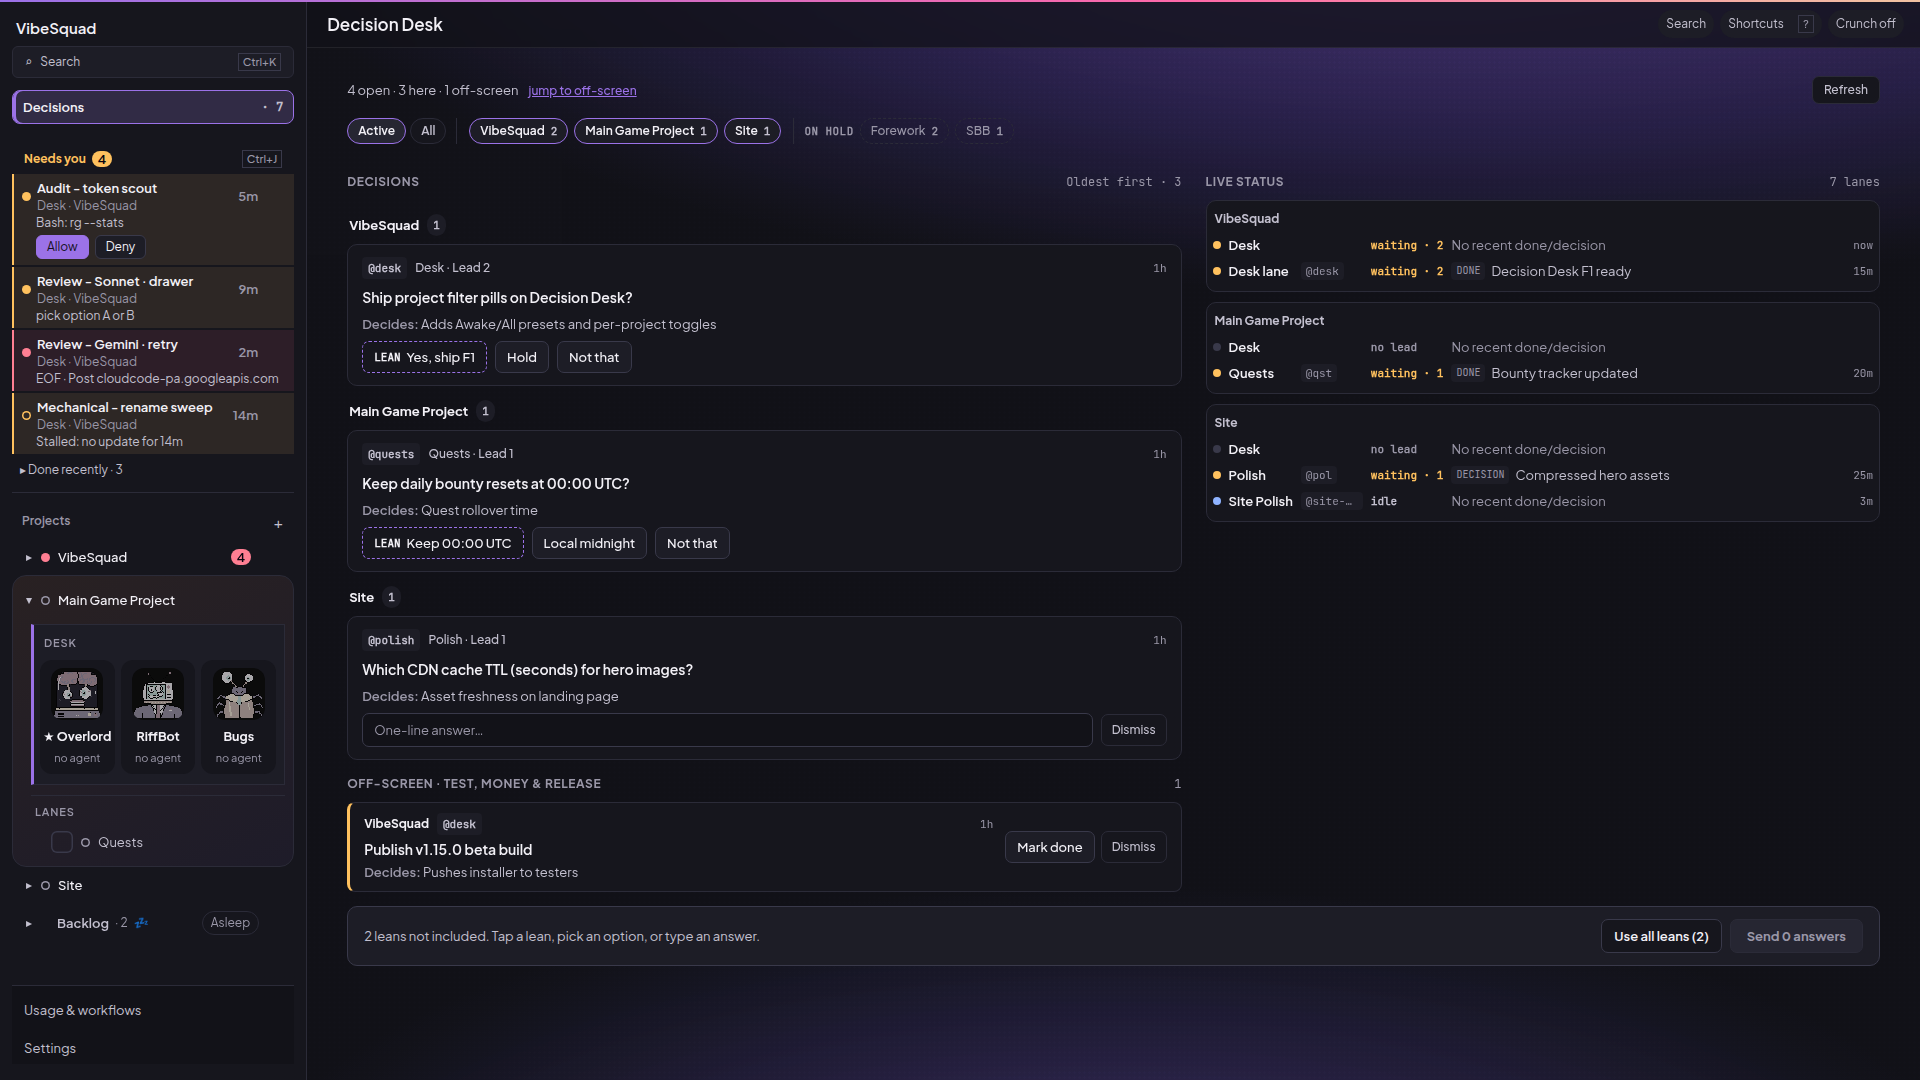 VibeSquad
Search Ctrl+K
Decisions · 7
Needs you 4 Ctrl+J
Audit – token scout 5m
Desk · VibeSquad
Bash: rg --stats
Allow Deny
Review – Sonnet · drawer 9m
Desk · VibeSquad
pick option A or B
Review – Gemini · retry 2m
Desk · VibeSquad
EOF · Post cloudcode-pa.googleapis.com
Mechanical – rename sweep 14m
Desk · VibeSquad
Stalled: no update for 14m
▸ Done recently · 3
Projects +
VibeSquad 4
Main Game Project
DESK
★ Overlord RiffBot Bugs
no agent no agent no agent
LANES
Quests
Site
Backlog · 2 💤 Asleep
Usage & workflows
Settings
Decision Desk
Search Shortcuts ? Crunch off
4 open · 3 here · 1 off-screen jump to off-screen
Refresh
Active All VibeSquad 2 Main Game Project 1 Site 1 ON HOLD Forework 2 SBB 1
DECISIONS Oldest first · 3
VibeSquad 1
@desk Desk · Lead 2 1h
Ship project filter pills on Decision Desk?
Decides: Adds Awake/All presets and per-project toggles
LEAN Yes, ship F1 Hold Not that
Main Game Project 1
@quests Quests · Lead 1 1h
Keep daily bounty resets at 00:00 UTC?
Decides: Quest rollover time
LEAN Keep 00:00 UTC Local midnight Not that
Site 1
@polish Polish · Lead 1 1h
Which CDN cache TTL (seconds) for hero images?
Decides: Asset freshness on landing page
One-line answer… Dismiss
OFF-SCREEN · TEST, MONEY & RELEASE 1
VibeSquad @desk 1h
Publish v1.15.0 beta build
Decides: Pushes installer to testers
Mark done Dismiss
LIVE STATUS 7 lanes
VibeSquad
Desk waiting · 2 No recent done/decision now
Desk lane @desk waiting · 2 DONE Decision Desk F1 ready 15m
Main Game Project
Desk no lead No recent done/decision
Quests @qst waiting · 1 DONE Bounty tracker updated 20m
Site
Desk no lead No recent done/decision
Polish @pol waiting · 1 DECISION Compressed hero assets 25m
Site Polish @site-… idle No recent done/decision 3m
2 leans not included. Tap a lean, pick an option, or type an answer.
Use all leans (2) Send 0 answers